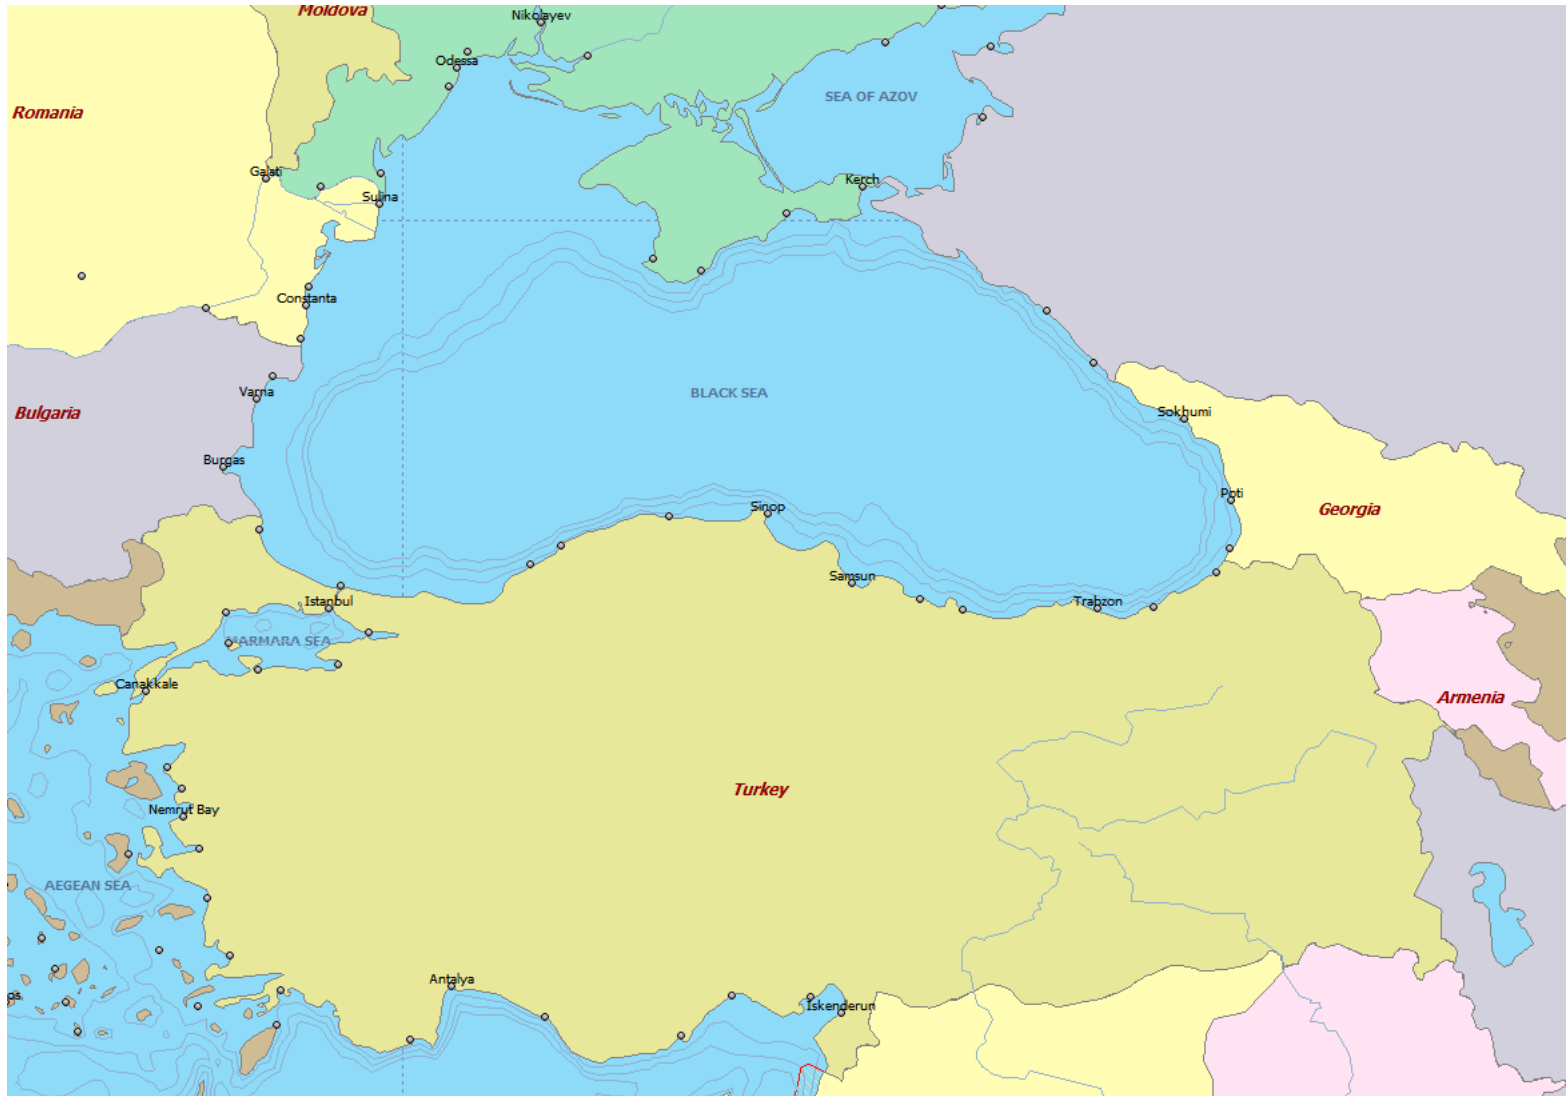 Moldova
Nikolayev
Odessa
SEA OF AZOV
Romania
Galati
Kerch
Sulina
Constanta
Varna
BLACK SEA
Bulgaria
Sokhumi
Burgas
Poti
Sinop
Georgia
Samsun
Istanbul
Trabzon
MARMARA SEA
Canakkale
Armenia
Turkey
Nemrut Bay
AEGEAN SEA
Antalya
os
Iskenderun